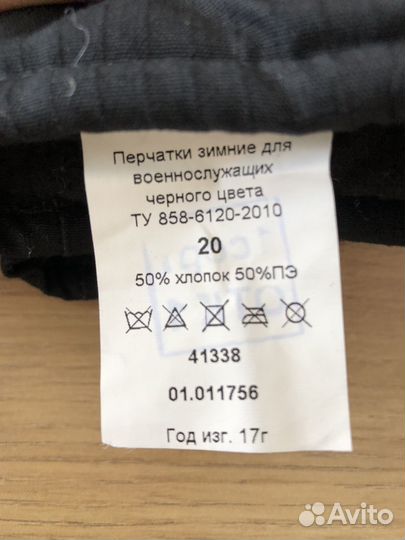 Перчатки зимние для
военнослужащих
черного цвета
ТУ 858-6120-2010
20
50% хлопок 50%ПЭ
41338
01.011756
Год изг. 17г
Avito